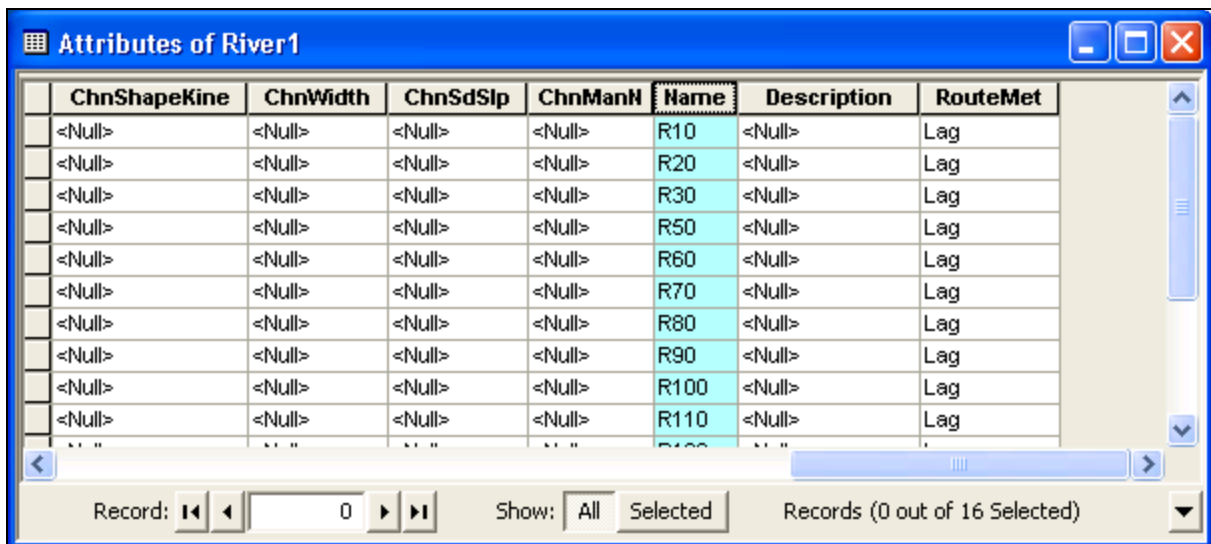 Attributes of River1
ChnShapeKine ChnWidth ChnSdSlp ChnManN Name Description RouteMet
<Null> <Null> <Null> <Null> R10 <Null> Lag
<Null> <Null> <Null> <Null> R20 <Null> Lag
<Null> <Null> <Null> <Null> R30 <Null> Lag
<Null> <Null> <Null> <Null> R50 <Null> Lag
<Null> <Null> <Null> <Null> R60 <Null> Lag
<Null> <Null> <Null> <Null> R70 <Null> Lag
<Null> <Null> <Null> <Null> R80 <Null> Lag
<Null> <Null> <Null> <Null> R90 <Null> Lag
<Null> <Null> <Null> <Null> R100 <Null> Lag
<Null> <Null> <Null> <Null> R110 <Null> Lag
Record: 0 Show: All Selected Records (0 out of 16 Selected)